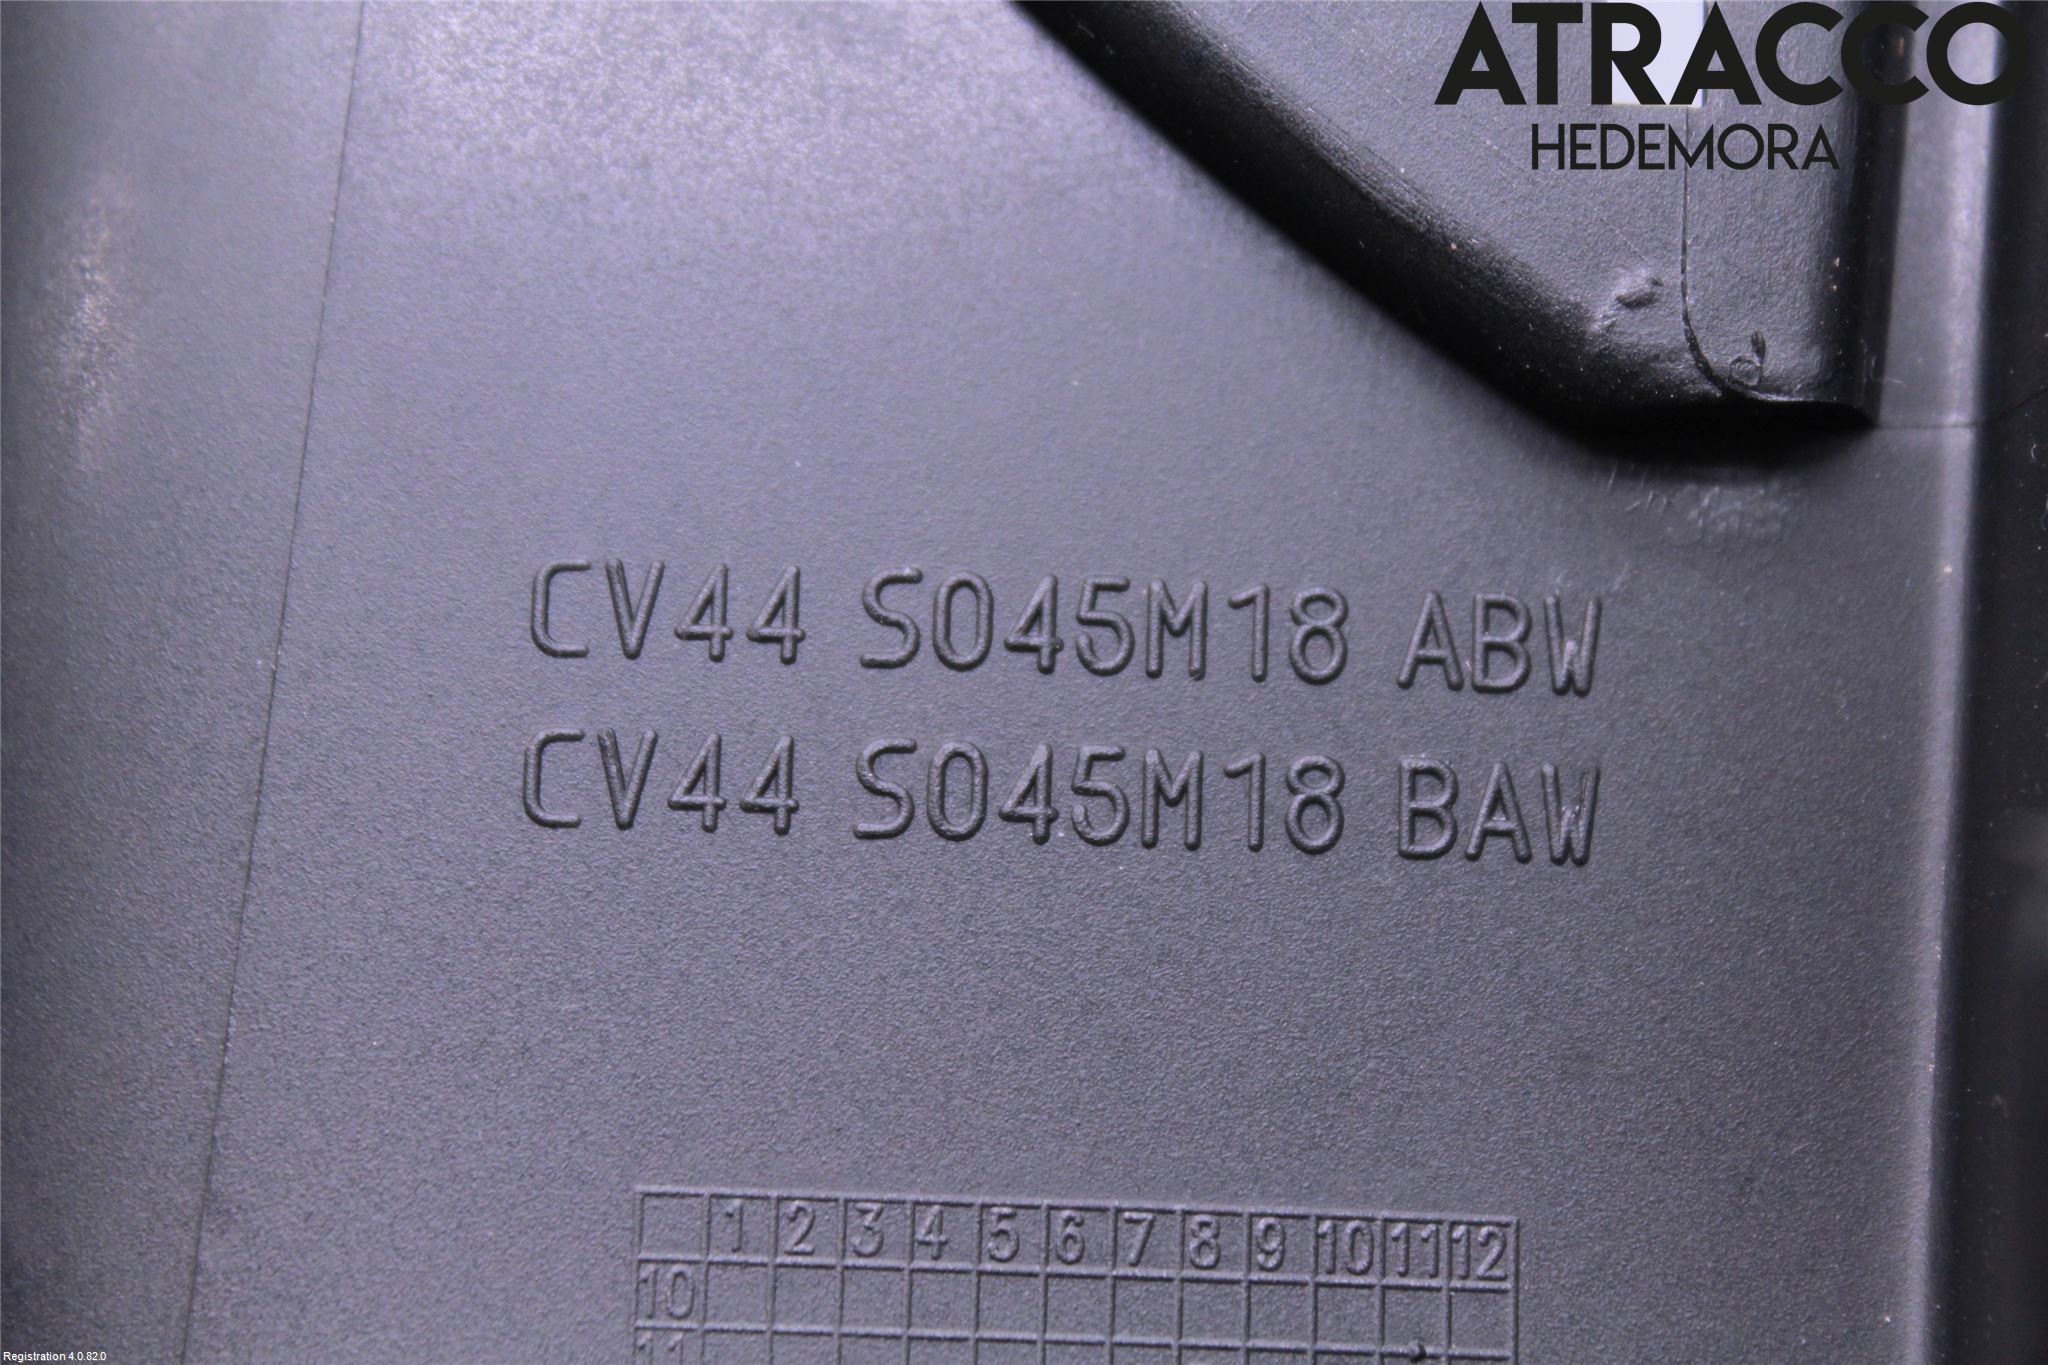 ATRACCO
HEDEMORA
CV44 S045M18 ABW
CV44 S045M18 BAW
1 2 3 4 5 6 7 8 9 10 11 12
10
11
Registration 4.0.82.0